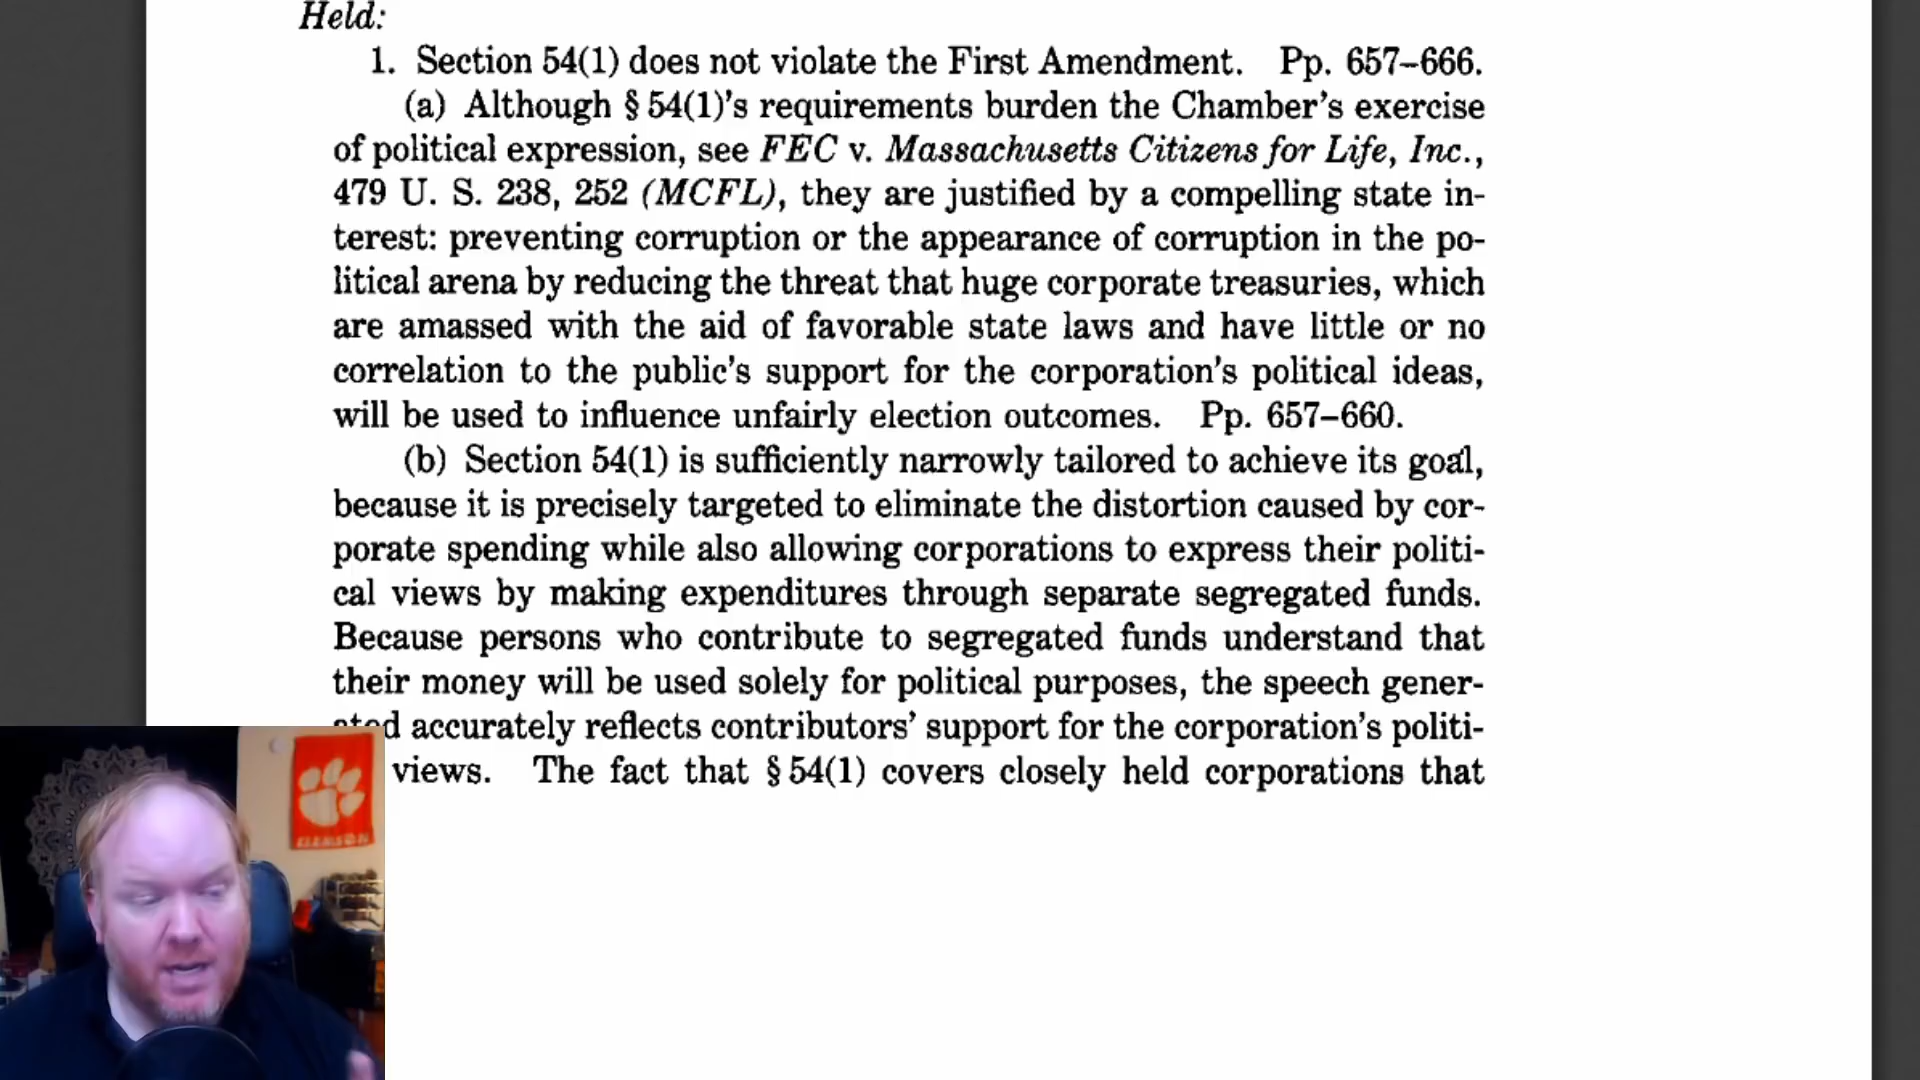 Held:
1. Section 54(1) does not violate the First Amendment. Pp. 657–666.
(a) Although § 54(1)'s requirements burden the Chamber's exercise
of political expression, see FEC v. Massachusetts Citizens for Life, Inc.,
479 U. S. 238, 252 (MCFL), they are justified by a compelling state in-
terest: preventing corruption or the appearance of corruption in the po-
litical arena by reducing the threat that huge corporate treasuries, which
are amassed with the aid of favorable state laws and have little or no
correlation to the public's support for the corporation's political ideas,
will be used to influence unfairly election outcomes. Pp. 657–660.
(b) Section 54(1) is sufficiently narrowly tailored to achieve its goal,
because it is precisely targeted to eliminate the distortion caused by cor-
porate spending while also allowing corporations to express their politi-
cal views by making expenditures through separate segregated funds.
Because persons who contribute to segregated funds understand that
their money will be used solely for political purposes, the speech gener-
accurately reflects contributors' support for the corporation's politi-
views. The fact that § 54(1) covers closely held corporations that
CLEMSON